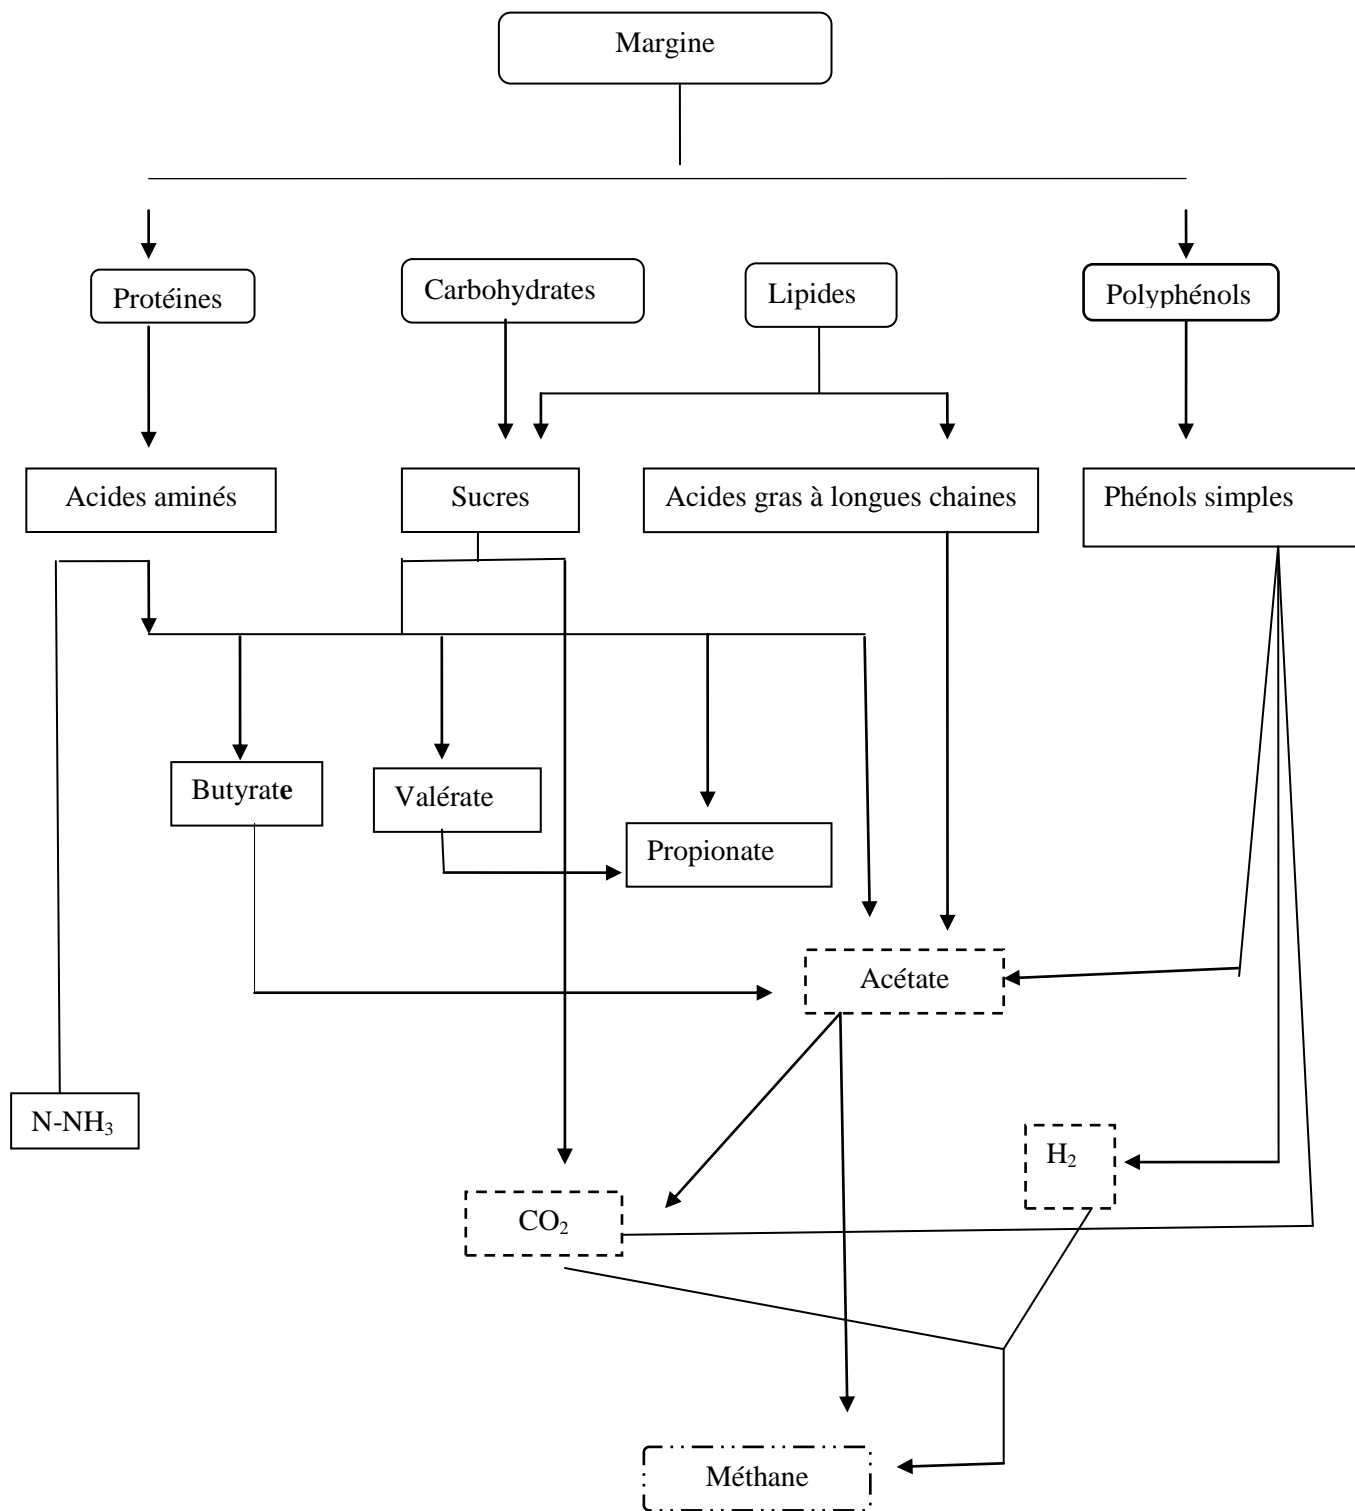 Margine
Protéines
Carbohydrates
Lipides
Polyphénols
Acides aminés
Sucres
Acides gras à longues chaines
Phénols simples
Butyrate
Valérate
Propionate
Acétate
N-NH₃
H₂
CO₂
Méthane